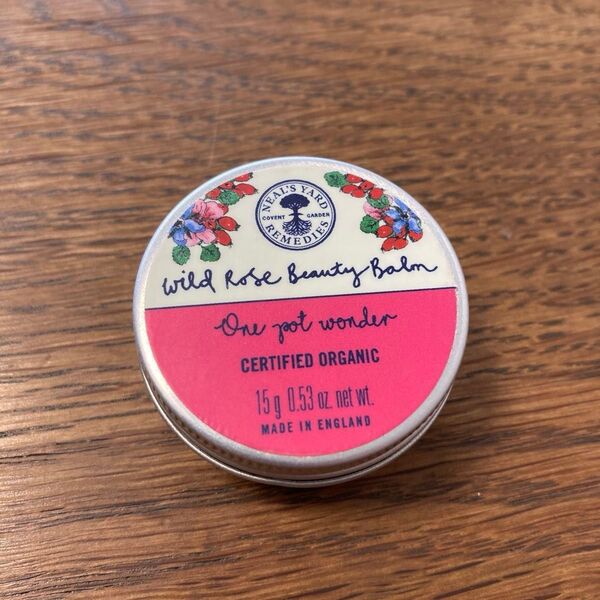 NEAL'S YARD
COVENT GARDEN
REMEDIES
Wild Rose Beauty Balm
One pot wonder
CERTIFIED ORGANIC
15 g 0.53 oz. net wt.
MADE IN ENGLAND